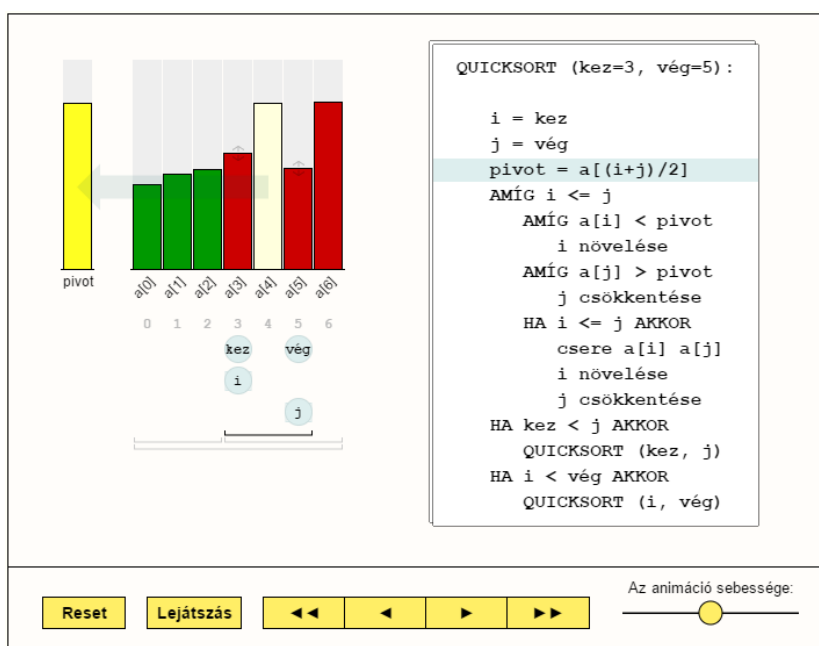 QUICKSORT (kez=3, vég=5):
i = kez
j = vég
pivot = a[(i+j)/2]
AMÍG i <= j
AMÍG a[i] < pivot
i növelése
AMÍG a[j] > pivot
j csökkentése
HA i <= j AKKOR
csere a[i] a[j]
i növelése
j csökkentése
HA kez < j AKKOR
QUICKSORT (kez, j)
HA i < vég AKKOR
QUICKSORT (i, vég)
pivot
a[0] a[1] a[2] a[3] a[4] a[5] a[6]
0 1 2 3 4 5 6
kez vég
i
j
Az animáció sebessége:
Reset Lejátszás